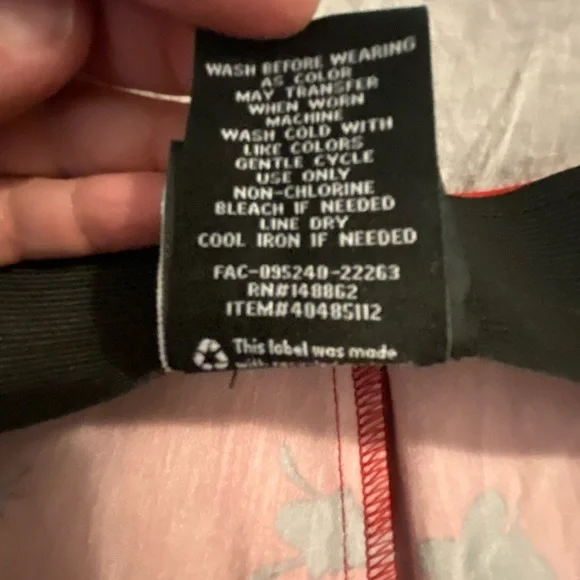 WASH BEFORE WEARING
AS COLOR
MAY TRANSFER
WHEN WORN
MACHINE
WASH COLD WITH
LIKE COLORS
GENTLE CYCLE
USE ONLY
NON-CHLORINE
BLEACH IF NEEDED
LINE DRY
COOL IRON IF NEEDED
FAC-095240-22263
RN#148862
ITEM#40485112
This label was made
with